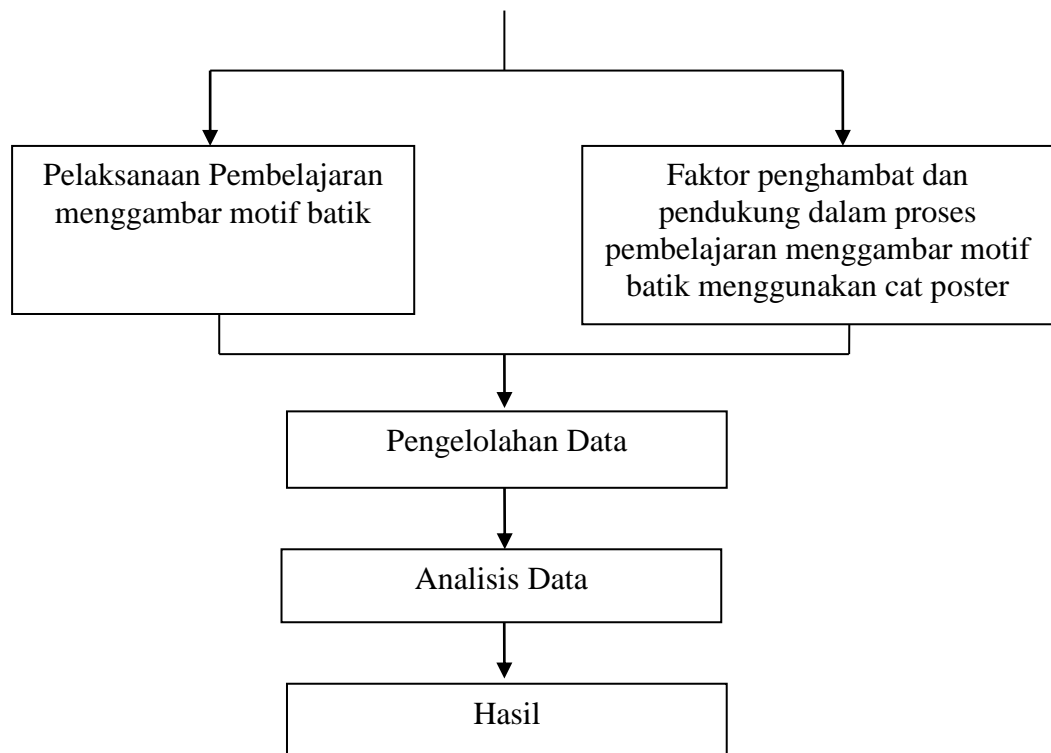 Pelaksanaan Pembelajaran
menggambar motif batik
Faktor penghambat dan
pendukung dalam proses
pembelajaran menggambar motif
batik menggunakan cat poster
Pengelolahan Data
Analisis Data
Hasil